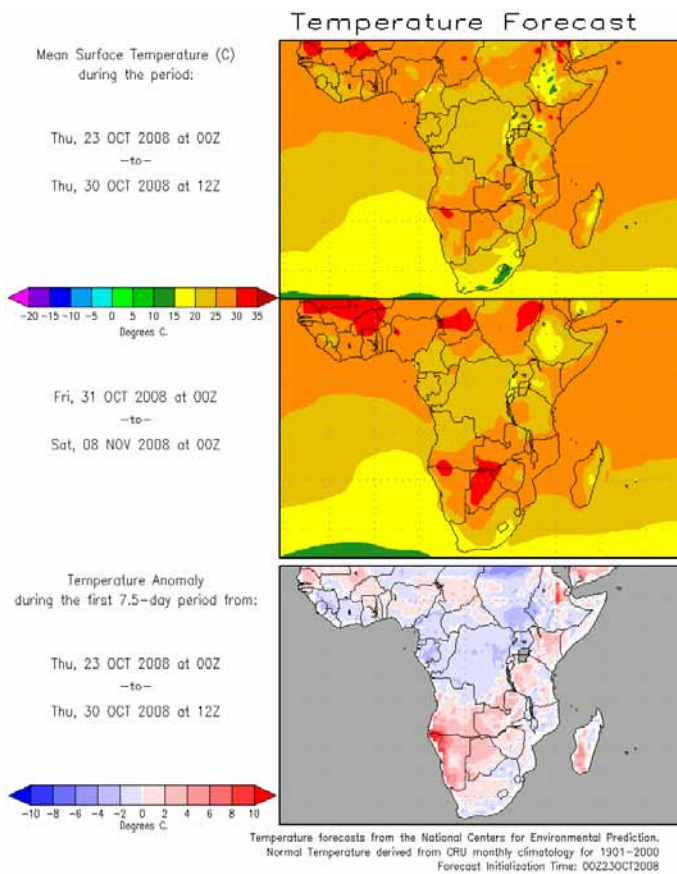 Temperature Forecast
Mean Surface Temperature (C)
during the period:
Thu, 23 OCT 2008 at 00Z
-to-
Thu, 30 OCT 2008 at 12Z
-20 -15 -10 -5 0 5 10 15 20 25 30 35
Degrees C.
Fri, 31 OCT 2008 at 00Z
-to-
Sat, 08 NOV 2008 at 00Z
Temperature Anomaly
during the first 7.5-day period from:
Thu, 23 OCT 2008 at 00Z
-to-
Thu, 30 OCT 2008 at 12Z
-10 -8 -6 -4 -2 0 2 4 6 8 10
Degrees C.
Temperature forecasts from the National Centers for Environmental Prediction.
Normal Temperature derived from CRU monthly climatology for 1901-2000
Forecast Initialization Time: 00Z23OCT2008